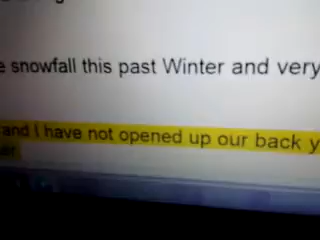 e snowfall this past Winter and very
and I have not opened up our back y